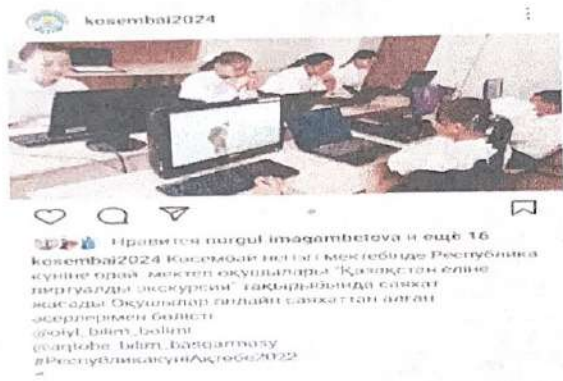 kosembai2024
Нравится nurgul imagambetova и ещё 16
kosembai2024 Көсембай негізгі мектебінде Республика
күніне орай мектеп оқушылары "Қазақстан еліне
виртуалды экскурсия" тақырыбында саяхат
жасады Оқушылар онлайн саяхаттан алған
әсерлерімен бөлісті
@oiyl_bilim_bolimi
@aqtobe_bilim_basqarmasy
#РеспубликакүніАқтөбе2022